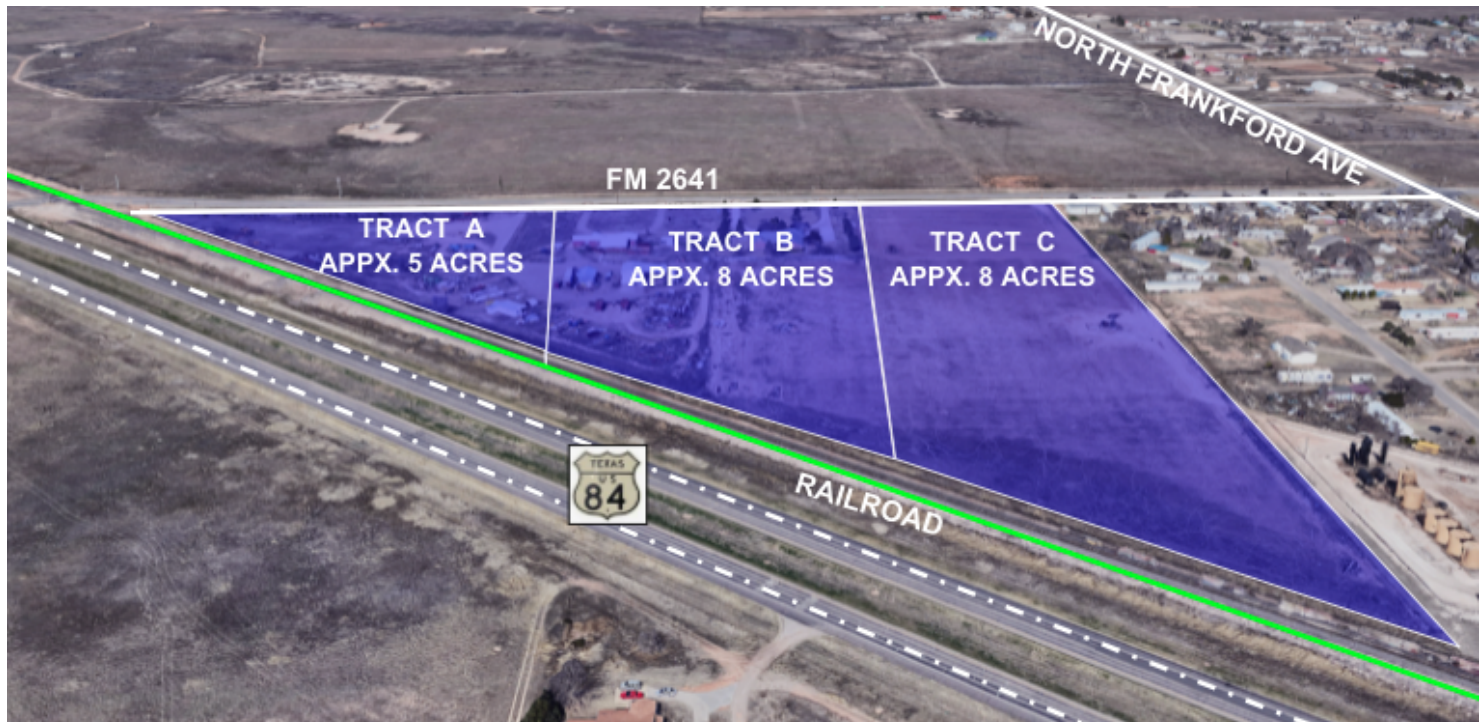 NORTH FRANKFORD AVE
FM 2641
TRACT A
APPX. 5 ACRES
TRACT B
APPX. 8 ACRES
TRACT C
APPX. 8 ACRES
TEXAS
U S
84
RAILROAD